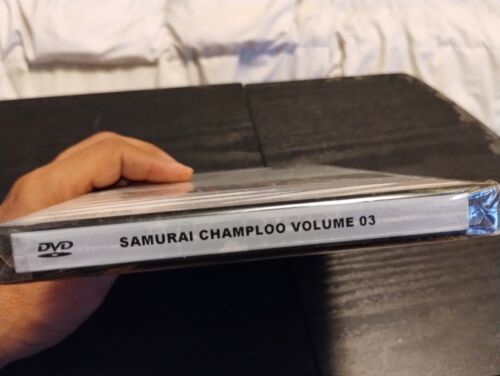 DVD
SAMURAI CHAMPLOO VOLUME 03